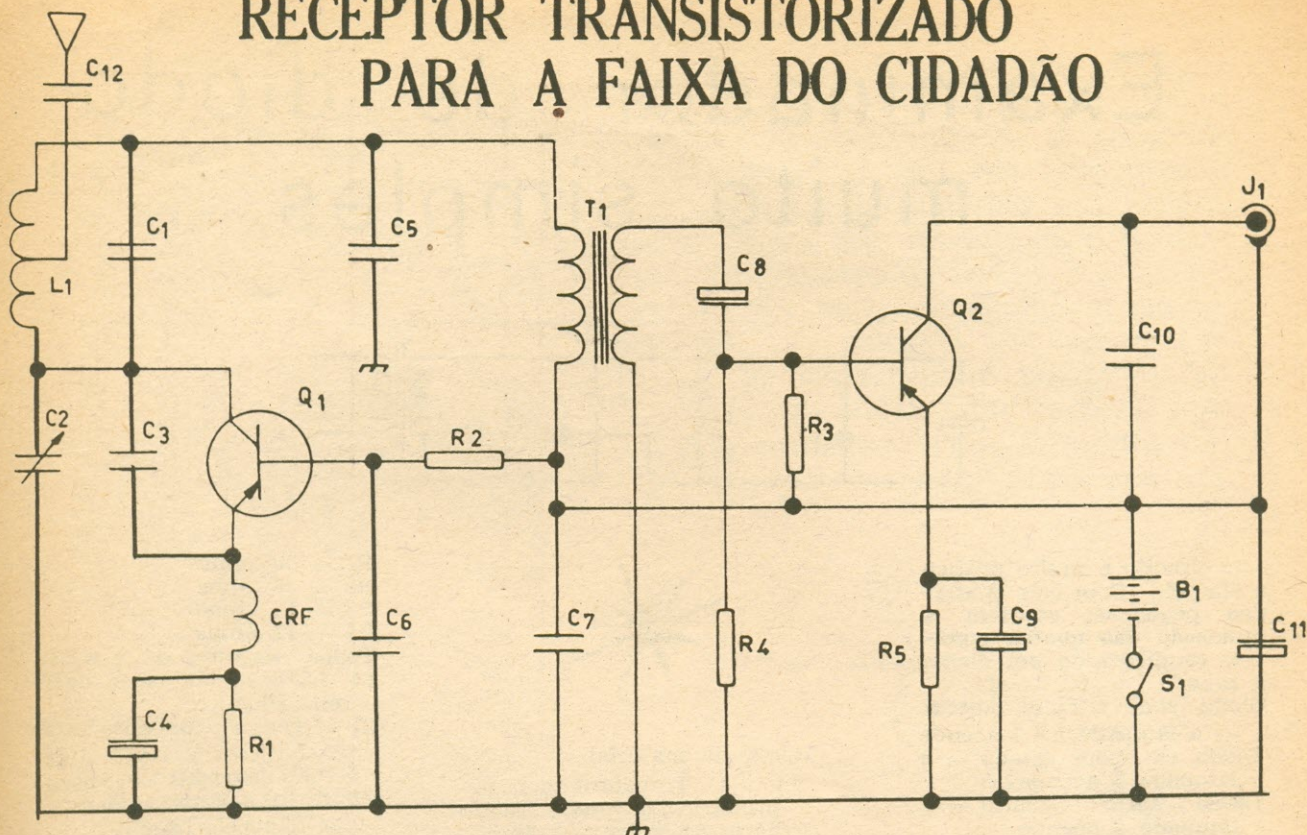 RECEPTOR TRANSISTORIZADO
PARA A FAIXA DO CIDADÃO
C12
J1
T1
C1
C5
C8
Q2
L1
C10
Q1
C2
C3
R2
R3
B1
CRF
C6
C7
R4
R5
C9
C11
S1
C4
R1